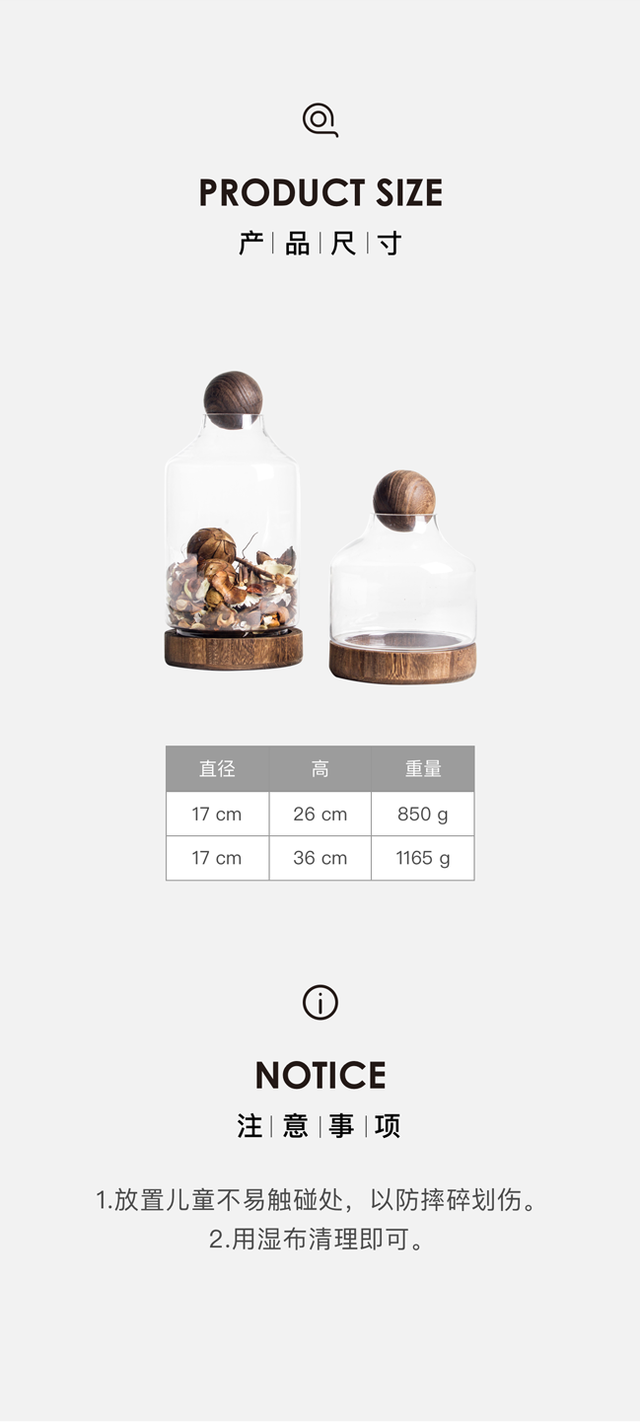 PRODUCT SIZE
产|品|尺|寸
直径 高 重量
17 cm 26 cm 850 g
17 cm 36 cm 1165 g
NOTICE
注|意|事|项
1.放置儿童不易触碰处，以防摔碎划伤。
2.用湿布清理即可。